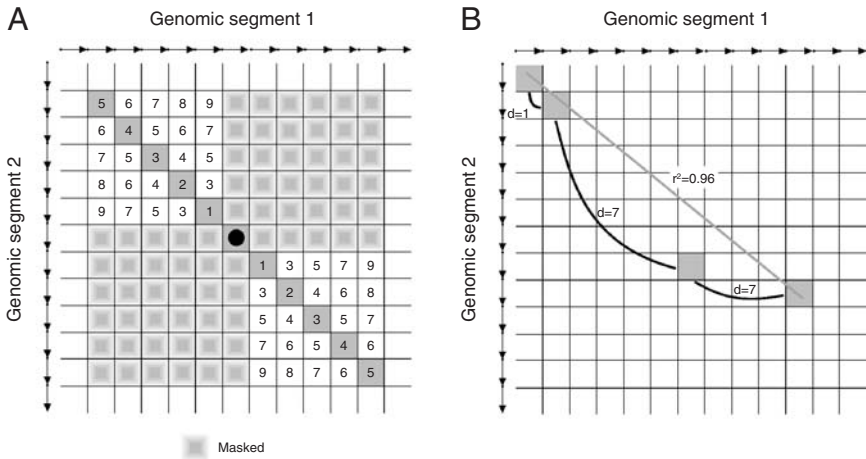 A
Genomic segment 1
Genomic segment 2
5 6 7 8 9
6 4 5 6 7
7 5 3 4 5
8 6 4 2 3
9 7 5 3 1
1 3 5 7 9
3 2 4 6 8
5 4 3 5 7
7 6 5 4 6
9 8 7 6 5
Masked
B
Genomic segment 1
Genomic segment 2
d=1
r²=0.96
d=7
d=7